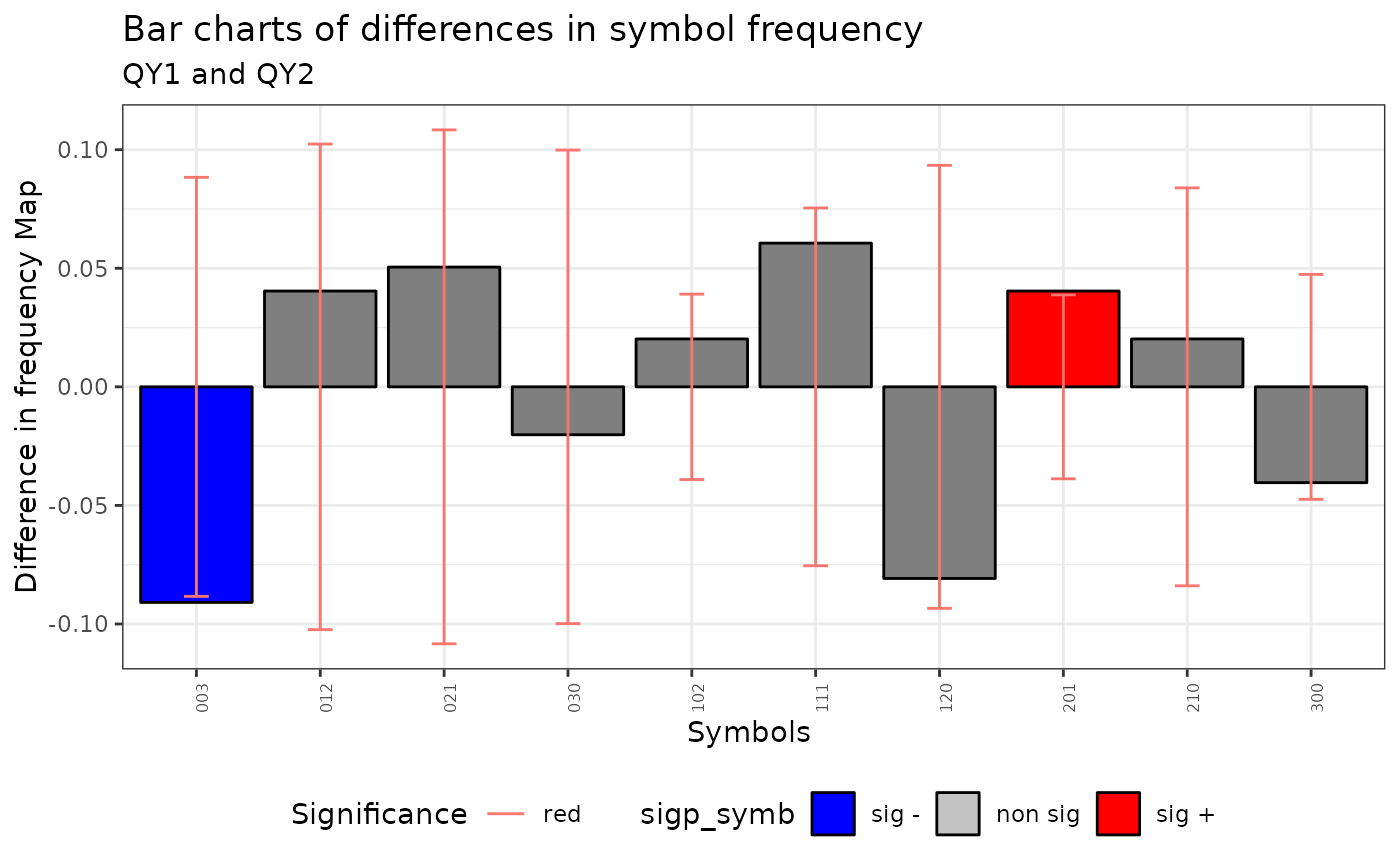 Bar charts of differences in symbol frequency
QY1 and QY2
Difference in frequency Map
0.10
0.05
0.00
-0.05
-0.10
003 012 021 030 102 111 120 201 210 300
Symbols
Significance red sigp_symb sig - non sig sig +